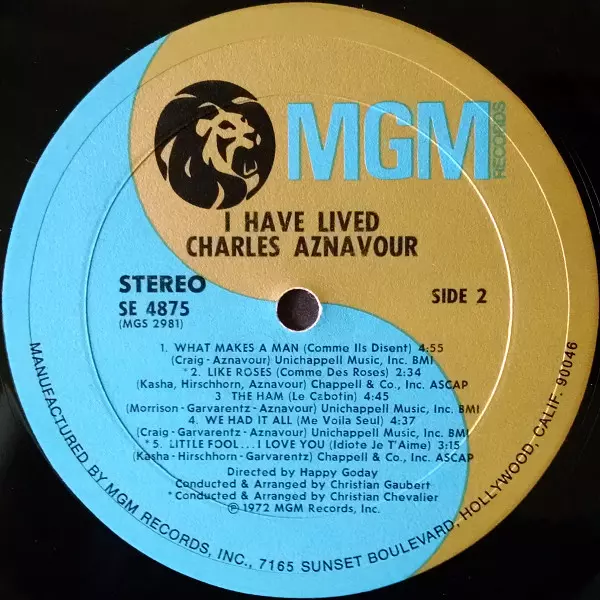 MGM
RECORDS
I HAVE LIVED
CHARLES AZNAVOUR
STEREO
SE 4875
(MGS 2981)
SIDE 2
1. WHAT MAKES A MAN (Comme Ils Disent) 4:55
(Craig-Aznavour) Unichappell Music, Inc. BMI
*2. LIKE ROSES (Comme Des Roses) 2:34
(Kasha, Hirschhorn, Aznavour) Chappell & Co., Inc. ASCAP
3 THE HAM (Le Cabotin) 4:45
(Morrison-Garvarentz-Aznavour) Unichappell Music, Inc. BMI
4. WE HAD IT ALL (Me Voila Seul) 4:37
(Craig-Garvarentz-Aznavour) Unichappell Music, Inc. BMI
*5. LITTLE FOOL...I LOVE YOU (Idiote Je T'Aime) 3:15
(Kasha-Hirschhorn-Garvarentz) Chappell & Co., Inc. ASCAP
Directed by Happy Goday
Conducted & Arranged by Christian Gaubert
*Conducted & Arranged by Christian Chevalier
℗1972 MGM Records, Inc.
MANUFACTURED BY MGM RECORDS, INC., 7165 SUNSET BOULEVARD, HOLLYWOOD, CALIF. 90046